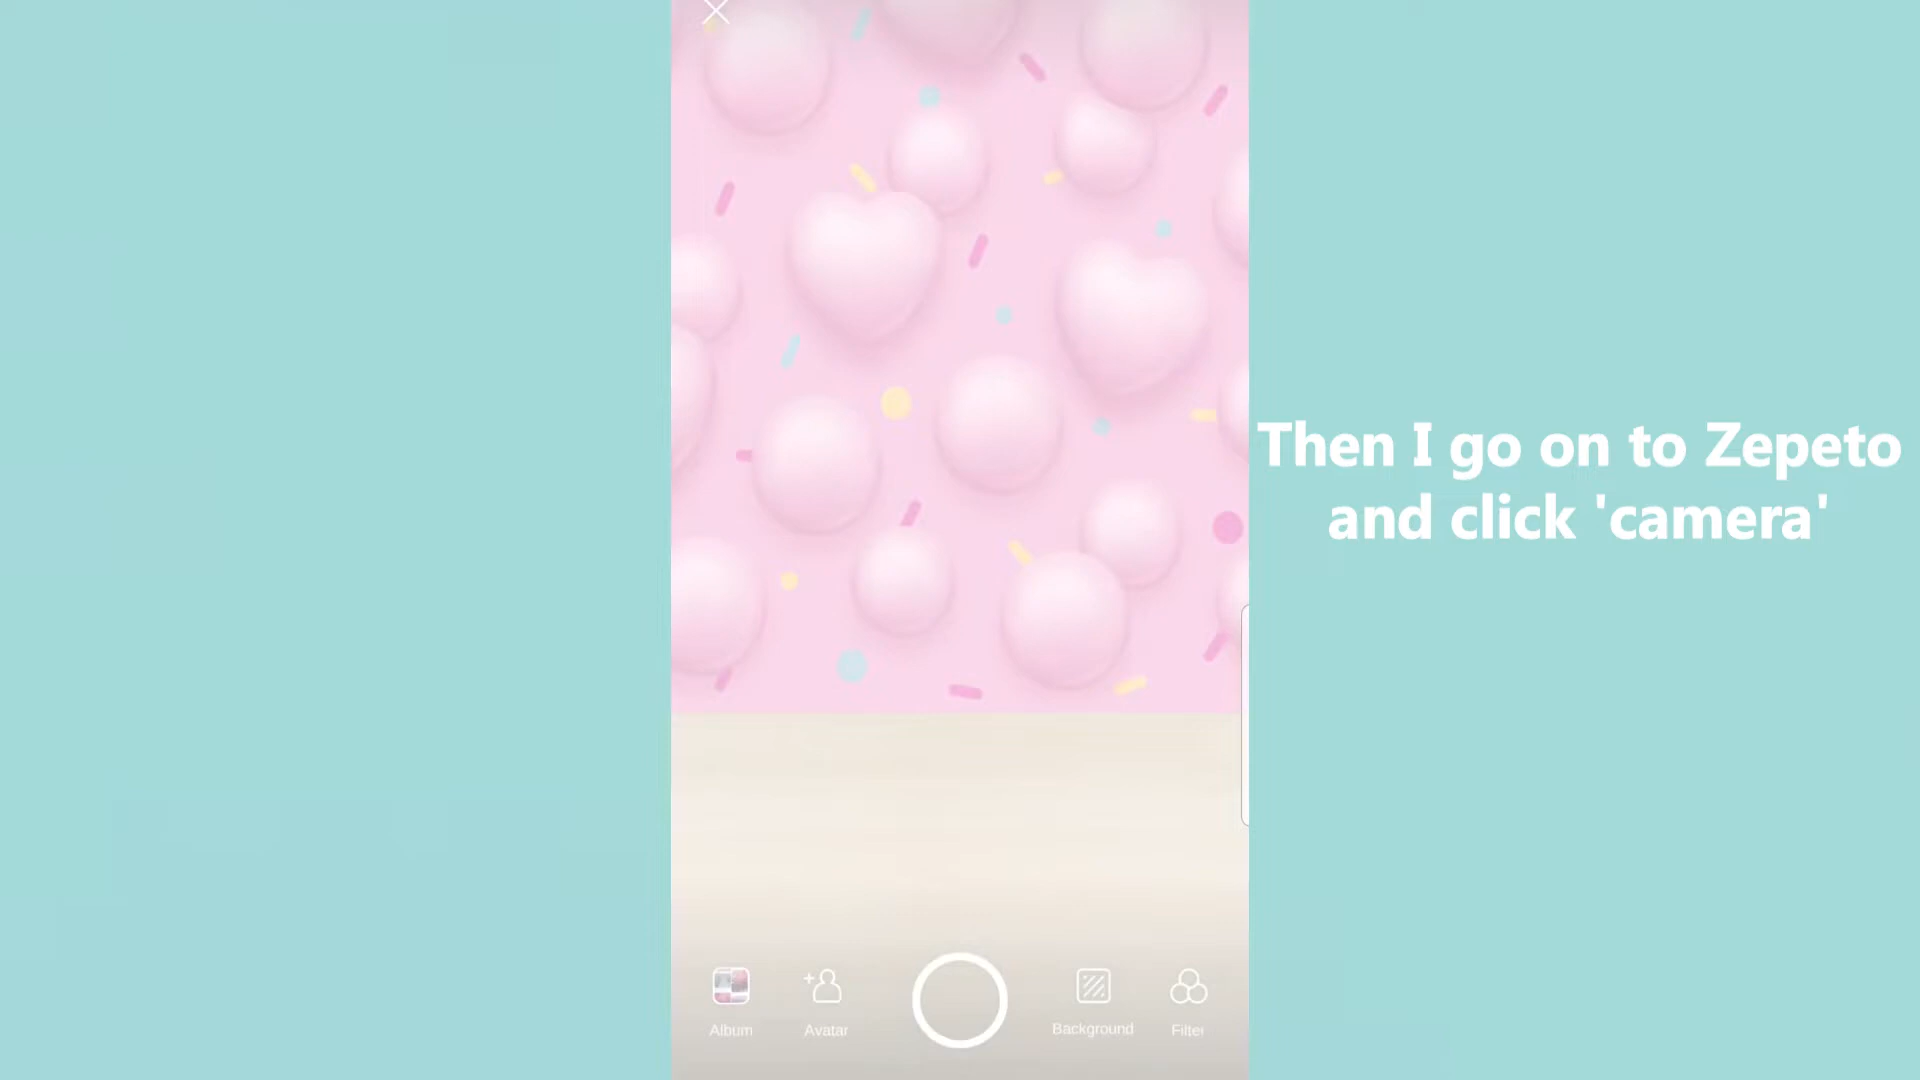 Then I go on to Zepeto
and click 'camera'
Album
Avatar
Background
Filter